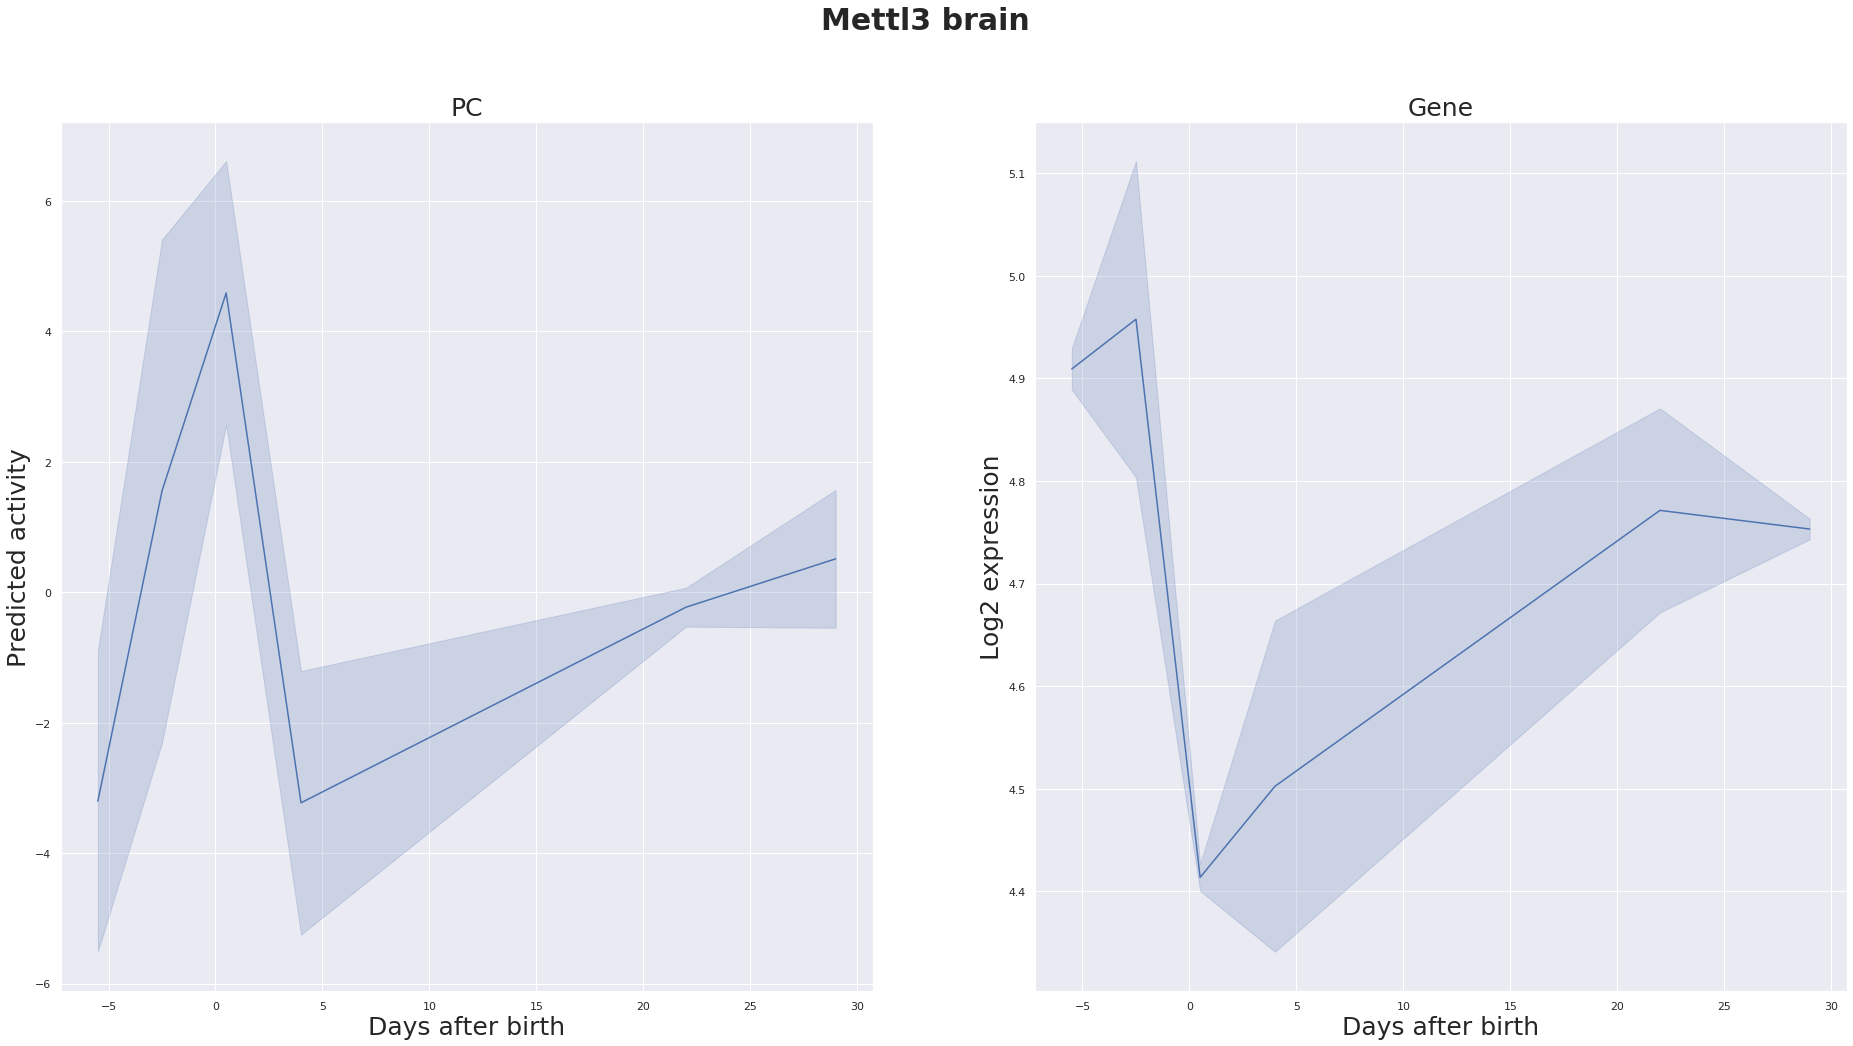 Mettl3 brain
PC
Predicted activity
6
4
2
0
−2
−4
−6
−5 0 5 10 15 20 25 30
Days after birth
Gene
Log2 expression
5.1
5.0
4.9
4.8
4.7
4.6
4.5
4.4
−5 0 5 10 15 20 25 30
Days after birth